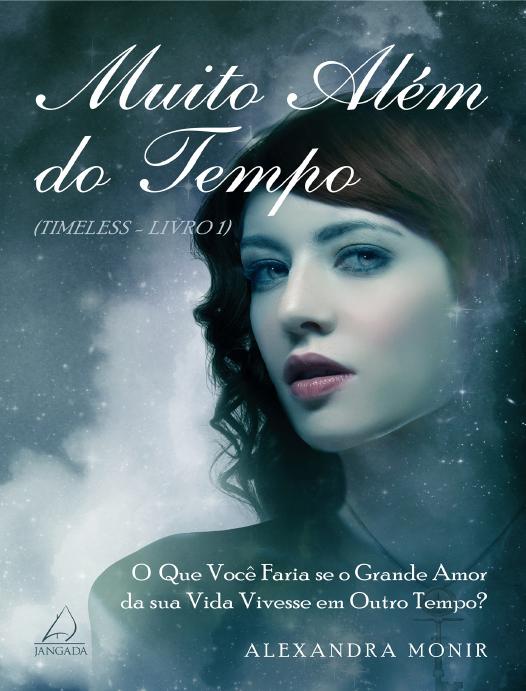 Muito Além
do Tempo
(TIMELESS - LIVRO 1)
O Que Você Faria se o Grande Amor
da sua Vida Vivesse em Outro Tempo?
JANGADA
ALEXANDRA MONIR